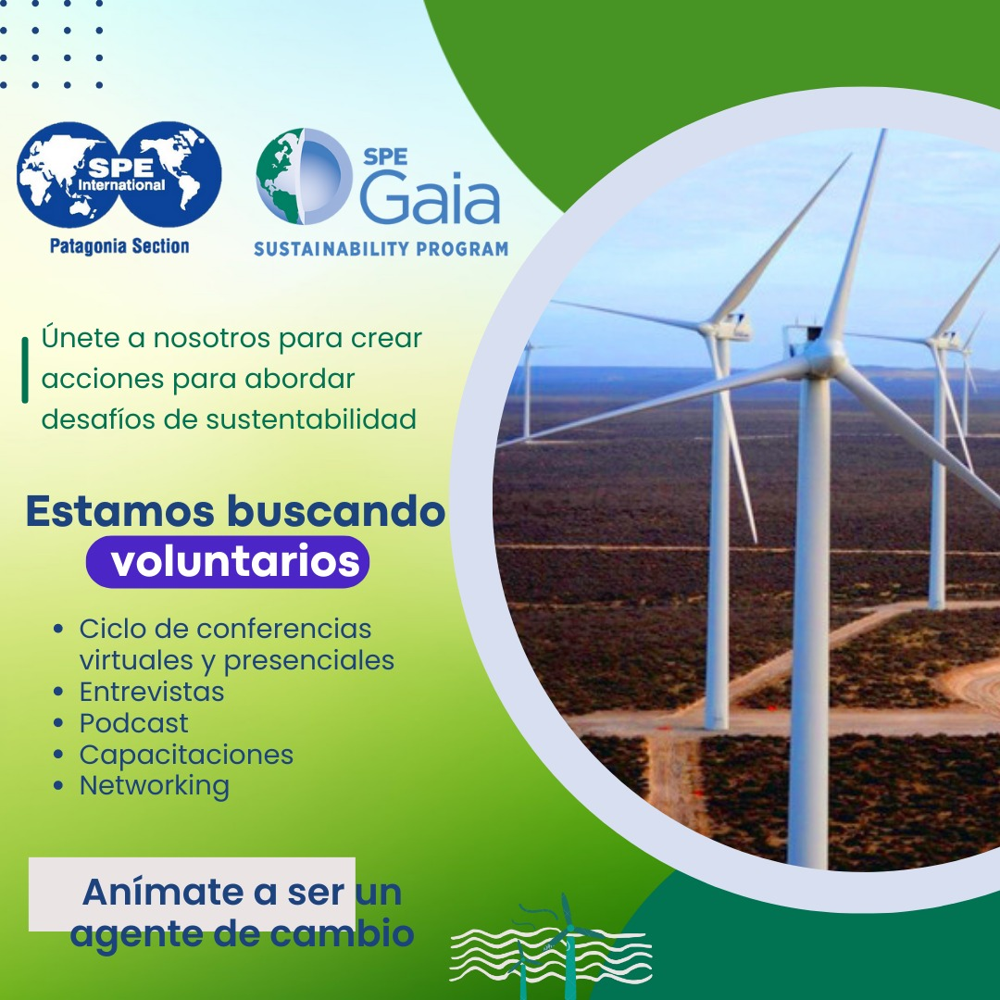 SPE
International
Patagonia Section
SPE
Gaia
SUSTAINABILITY PROGRAM
Únete a nosotros para crear
acciones para abordar
desafíos de sustentabilidad
Estamos buscando
voluntarios
• Ciclo de conferencias
virtuales y presenciales
• Entrevistas
• Podcast
• Capacitaciones
• Networking
Anímate a ser un
agente de cambio